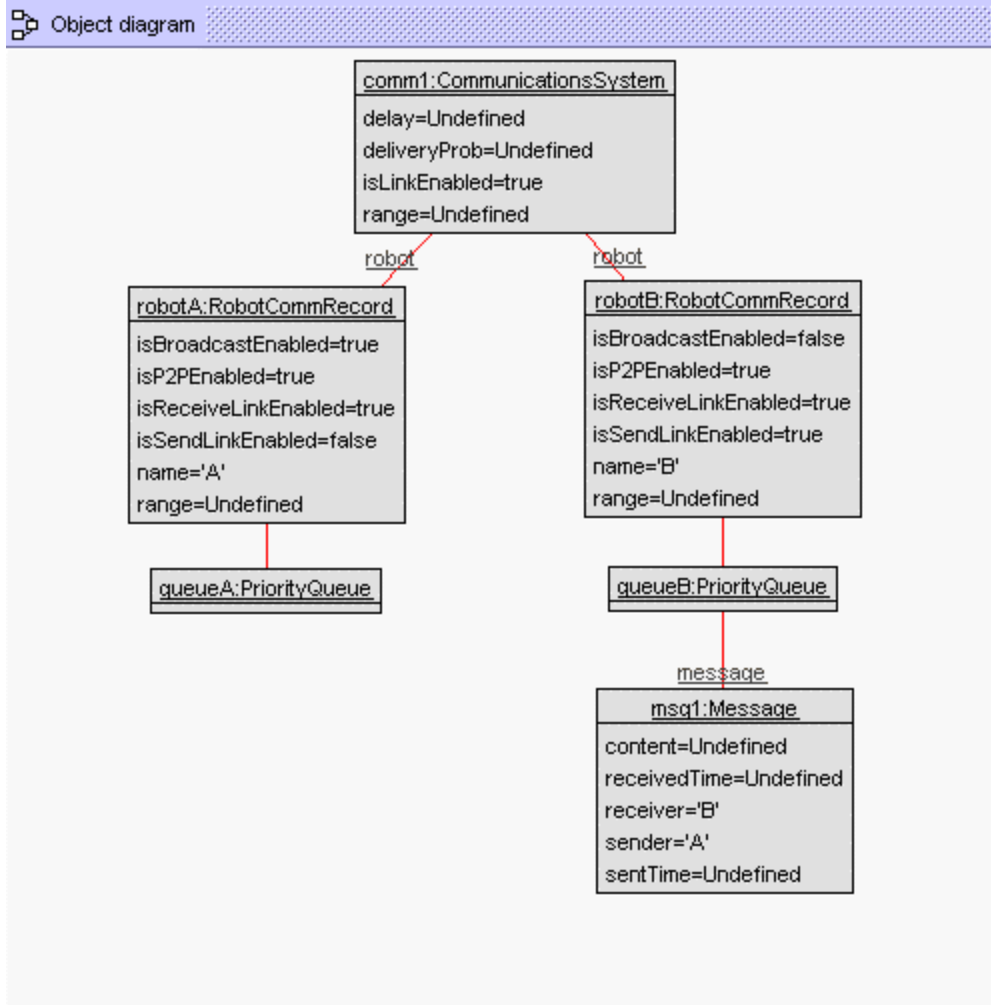 Object diagram
comm1:CommunicationsSystem
delay=Undefined
deliveryProb=Undefined
isLinkEnabled=true
range=Undefined
robot
robot
robotA:RobotCommRecord
isBroadcastEnabled=true
isP2PEnabled=true
isReceiveLinkEnabled=true
isSendLinkEnabled=false
name='A'
range=Undefined
robotB:RobotCommRecord
isBroadcastEnabled=false
isP2PEnabled=true
isReceiveLinkEnabled=true
isSendLinkEnabled=true
name='B'
range=Undefined
queueA:PriorityQueue
queueB:PriorityQueue
message
msg1:Message
content=Undefined
receivedTime=Undefined
receiver='B'
sender='A'
sentTime=Undefined